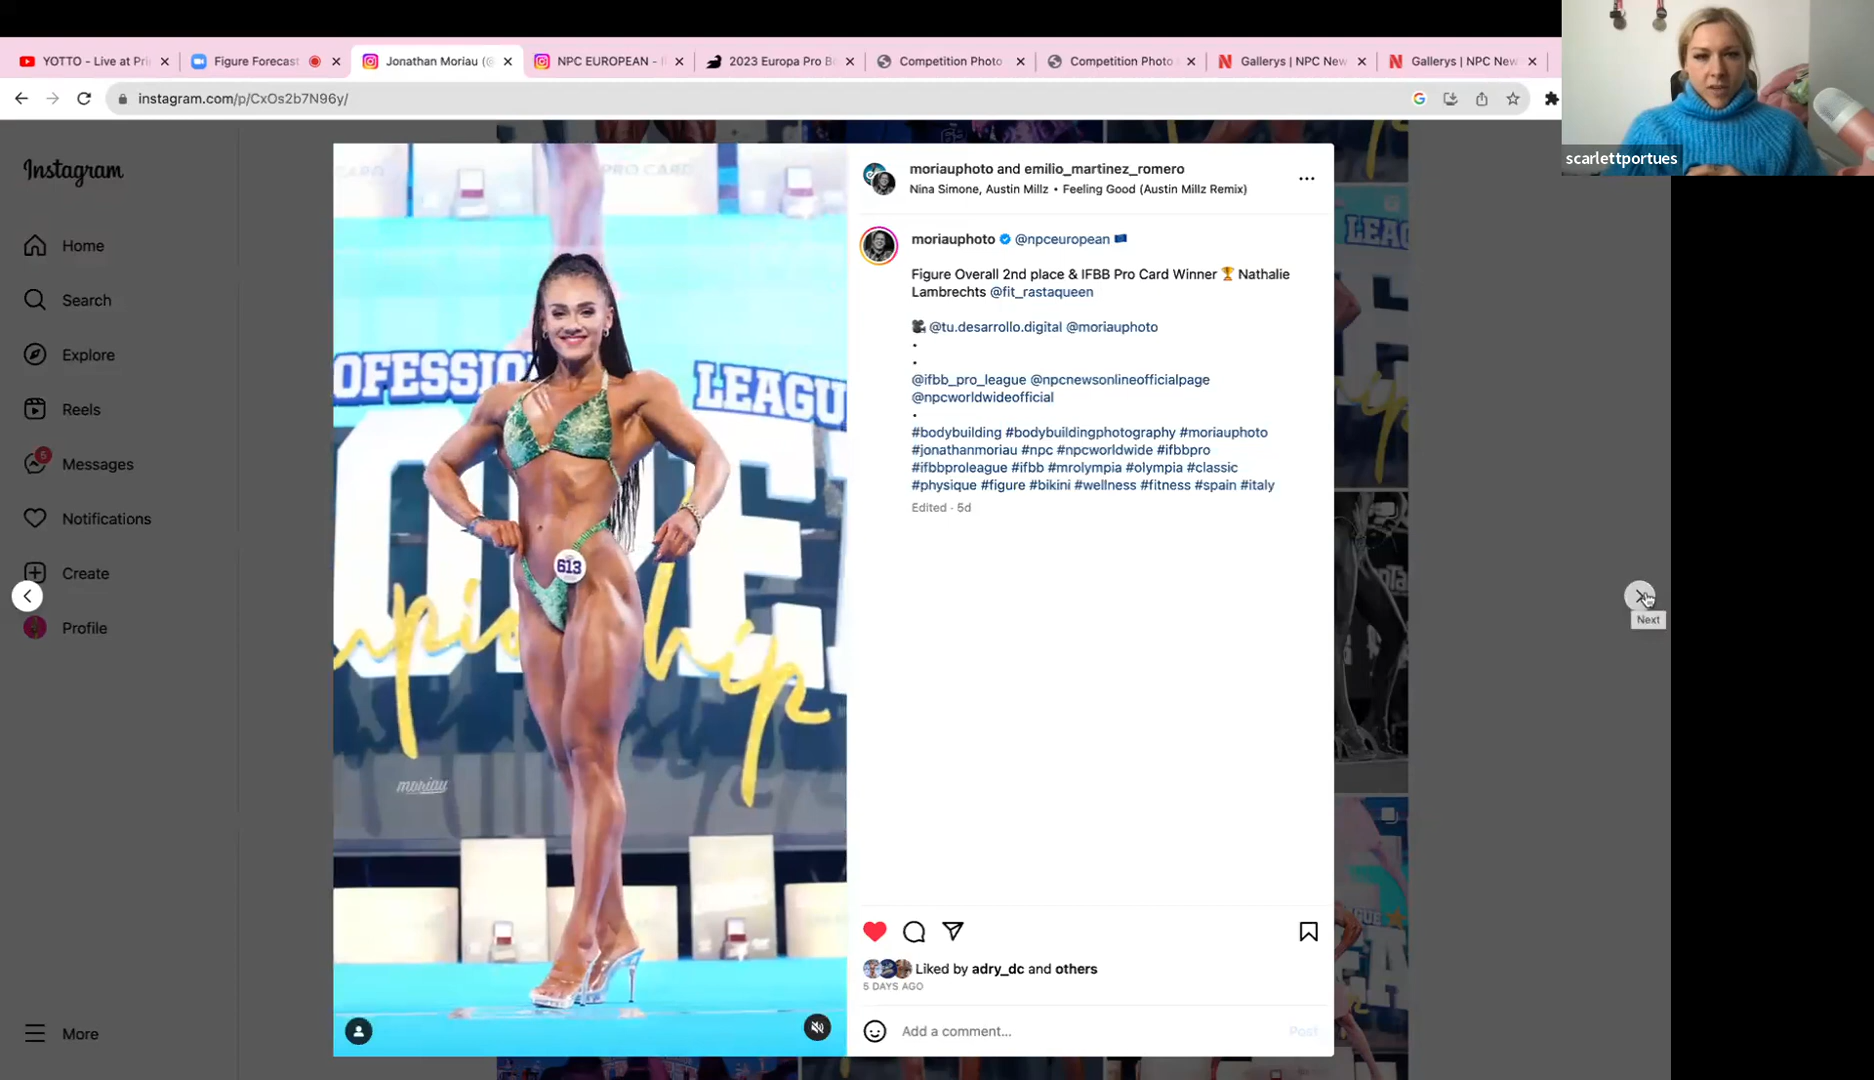 YOTTO - Live at Pri
Figure Forecast
Jonathan Moriau (@
NPC EUROPEAN -
2023 Europa Pro B
Competition Photo
Competition Photo
Gallerys | NPC New
Gallerys | NPC New
instagram.com/p/CxOs2b7N96y/
scarlettportues
Instagram
Home
Search
Explore
Reels
5
Messages
Notifications
Create
Profile
More
PRO CARD
OFESSIO
LEAGU
613
mpionship
moriau
moriauphoto and emilio_martinez_romero
Nina Simone, Austin Millz • Feeling Good (Austin Millz Remix)
moriauphoto @npceuropean 🇪🇺
Figure Overall 2nd place & IFBB Pro Card Winner 🏆 Nathalie
Lambrechts @fit_rastaqueen
🎥 @tu.desarrollo.digital @moriauphoto
•
•
@ifbb_pro_league @npcnewsonlineofficialpage
@npcworldwideofficial
•
#bodybuilding #bodybuildingphotography #moriauphoto
#jonathanmoriau #npc #npcworldwide #ifbbpro
#ifbbproleague #ifbb #mrolympia #olympia #classic
#physique #figure #bikini #wellness #fitness #spain #italy
Edited · 5d
Liked by adry_dc and others
5 DAYS AGO
Add a comment...
Post
LEAG
Next